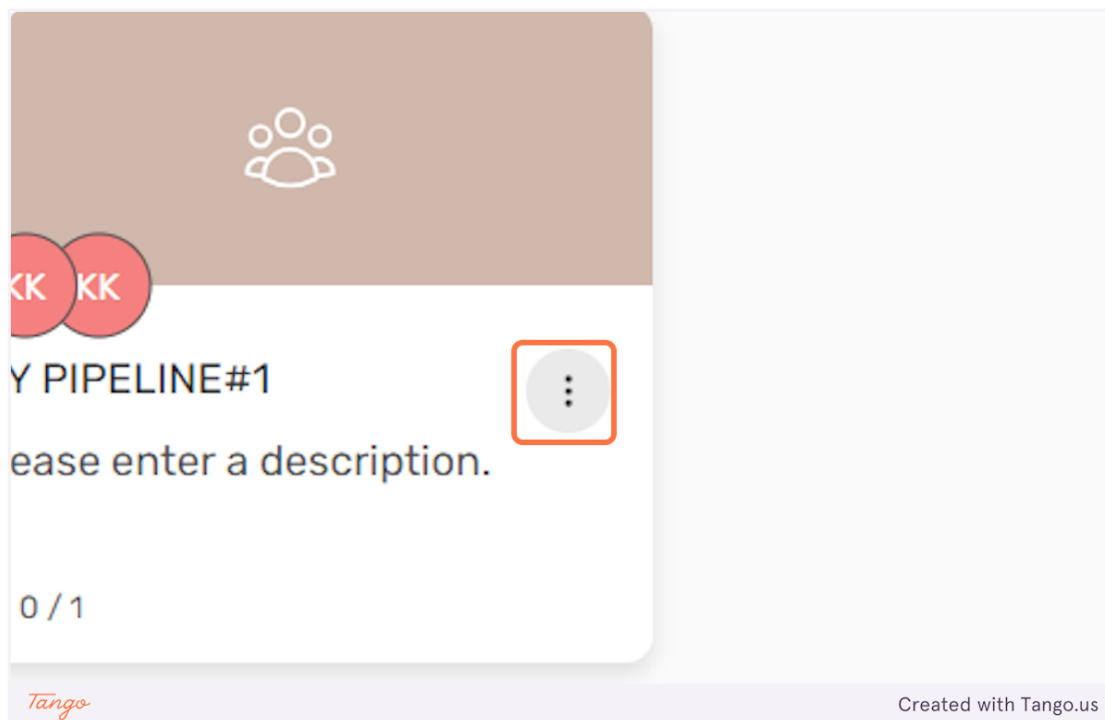 KK KK
Y PIPELINE#1
ease enter a description.
0 / 1
Tango
Created with Tango.us